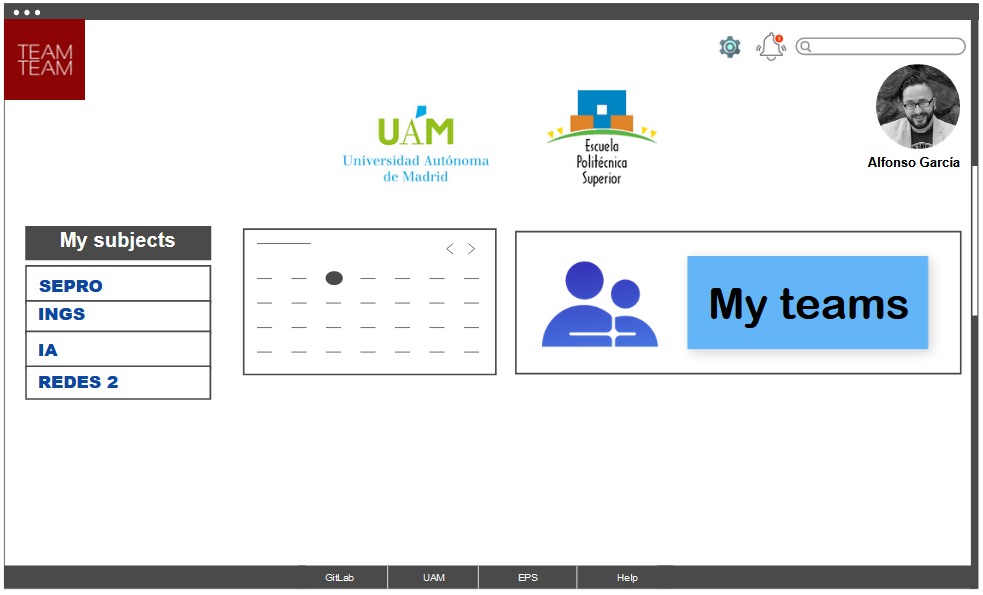 TEAM
TEAM
1
UAM
Universidad Autónoma
de Madrid
Escuela
Politécnica
Superior
Alfonso García
My subjects
SEPRO
INGS
IA
REDES 2
My teams
GitLab
UAM
EPS
Help